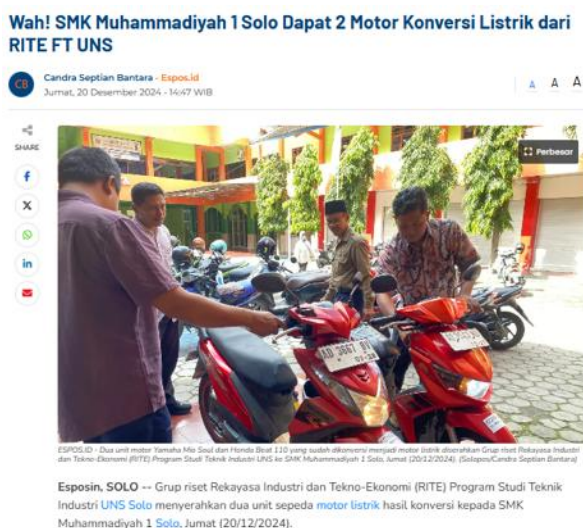 Wah! SMK Muhammadiyah 1 Solo Dapat 2 Motor Konversi Listrik dari
RITE FT UNS
CB
Candra Septian Bantara - Espos.id
Jumat, 20 Desember 2024 - 14:47 WIB
A A A
SHARE
Perbesar
AD 3667
ESPOS.ID - Dua unit motor Yamaha Mio Soul dan Honda Beat 110 yang sudah dikonversi menjadi motor listrik diserahkan Grup riset Rekayasa Industri
dan Tekno-Ekonomi (RITE) Program Studi Teknik Industri UNS ke SMK Muhammadiyah 1 Solo, Jumat (20/12/2024). (Solopos/Candra Septian Bantara)
Esposin, SOLO -- Grup riset Rekayasa Industri dan Tekno-Ekonomi (RITE) Program Studi Teknik
Industri UNS Solo menyerahkan dua unit sepeda motor listrik hasil konversi kepada SMK
Muhammadiyah 1 Solo, Jumat (20/12/2024).